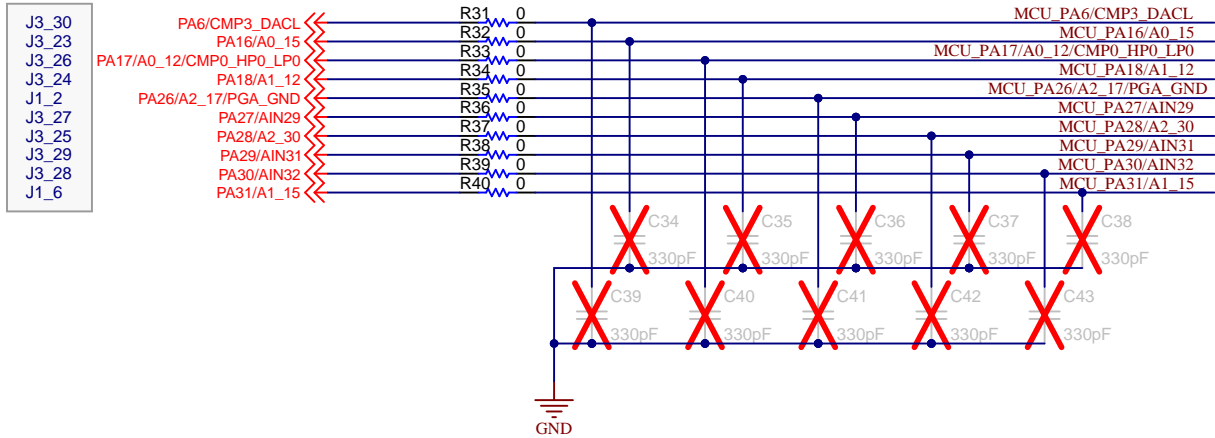 J3_30 PA6/CMP3_DACL R31 0 MCU_PA6/CMP3_DACL
J3_23 PA16/A0_15 R32 0 MCU_PA16/A0_15
J3_26 PA17/A0_12/CMP0_HP0_LP0 R33 0 MCU_PA17/A0_12/CMP0_HP0_LP0
J3_24 PA18/A1_12 R34 0 MCU_PA18/A1_12
J1_2 PA26/A2_17/PGA_GND R35 0 MCU_PA26/A2_17/PGA_GND
J3_27 PA27/AIN29 R36 0 MCU_PA27/AIN29
J3_25 PA28/A2_30 R37 0 MCU_PA28/A2_30
J3_29 PA29/AIN31 R38 0 MCU_PA29/AIN31
J3_28 PA30/AIN32 R39 0 MCU_PA30/AIN32
J1_6 PA31/A1_15 R40 0 MCU_PA31/A1_15
C34 C35 C36 C37 C38
330pF 330pF 330pF 330pF 330pF
C39 C40 C41 C42 C43
330pF 330pF 330pF 330pF 330pF
GND